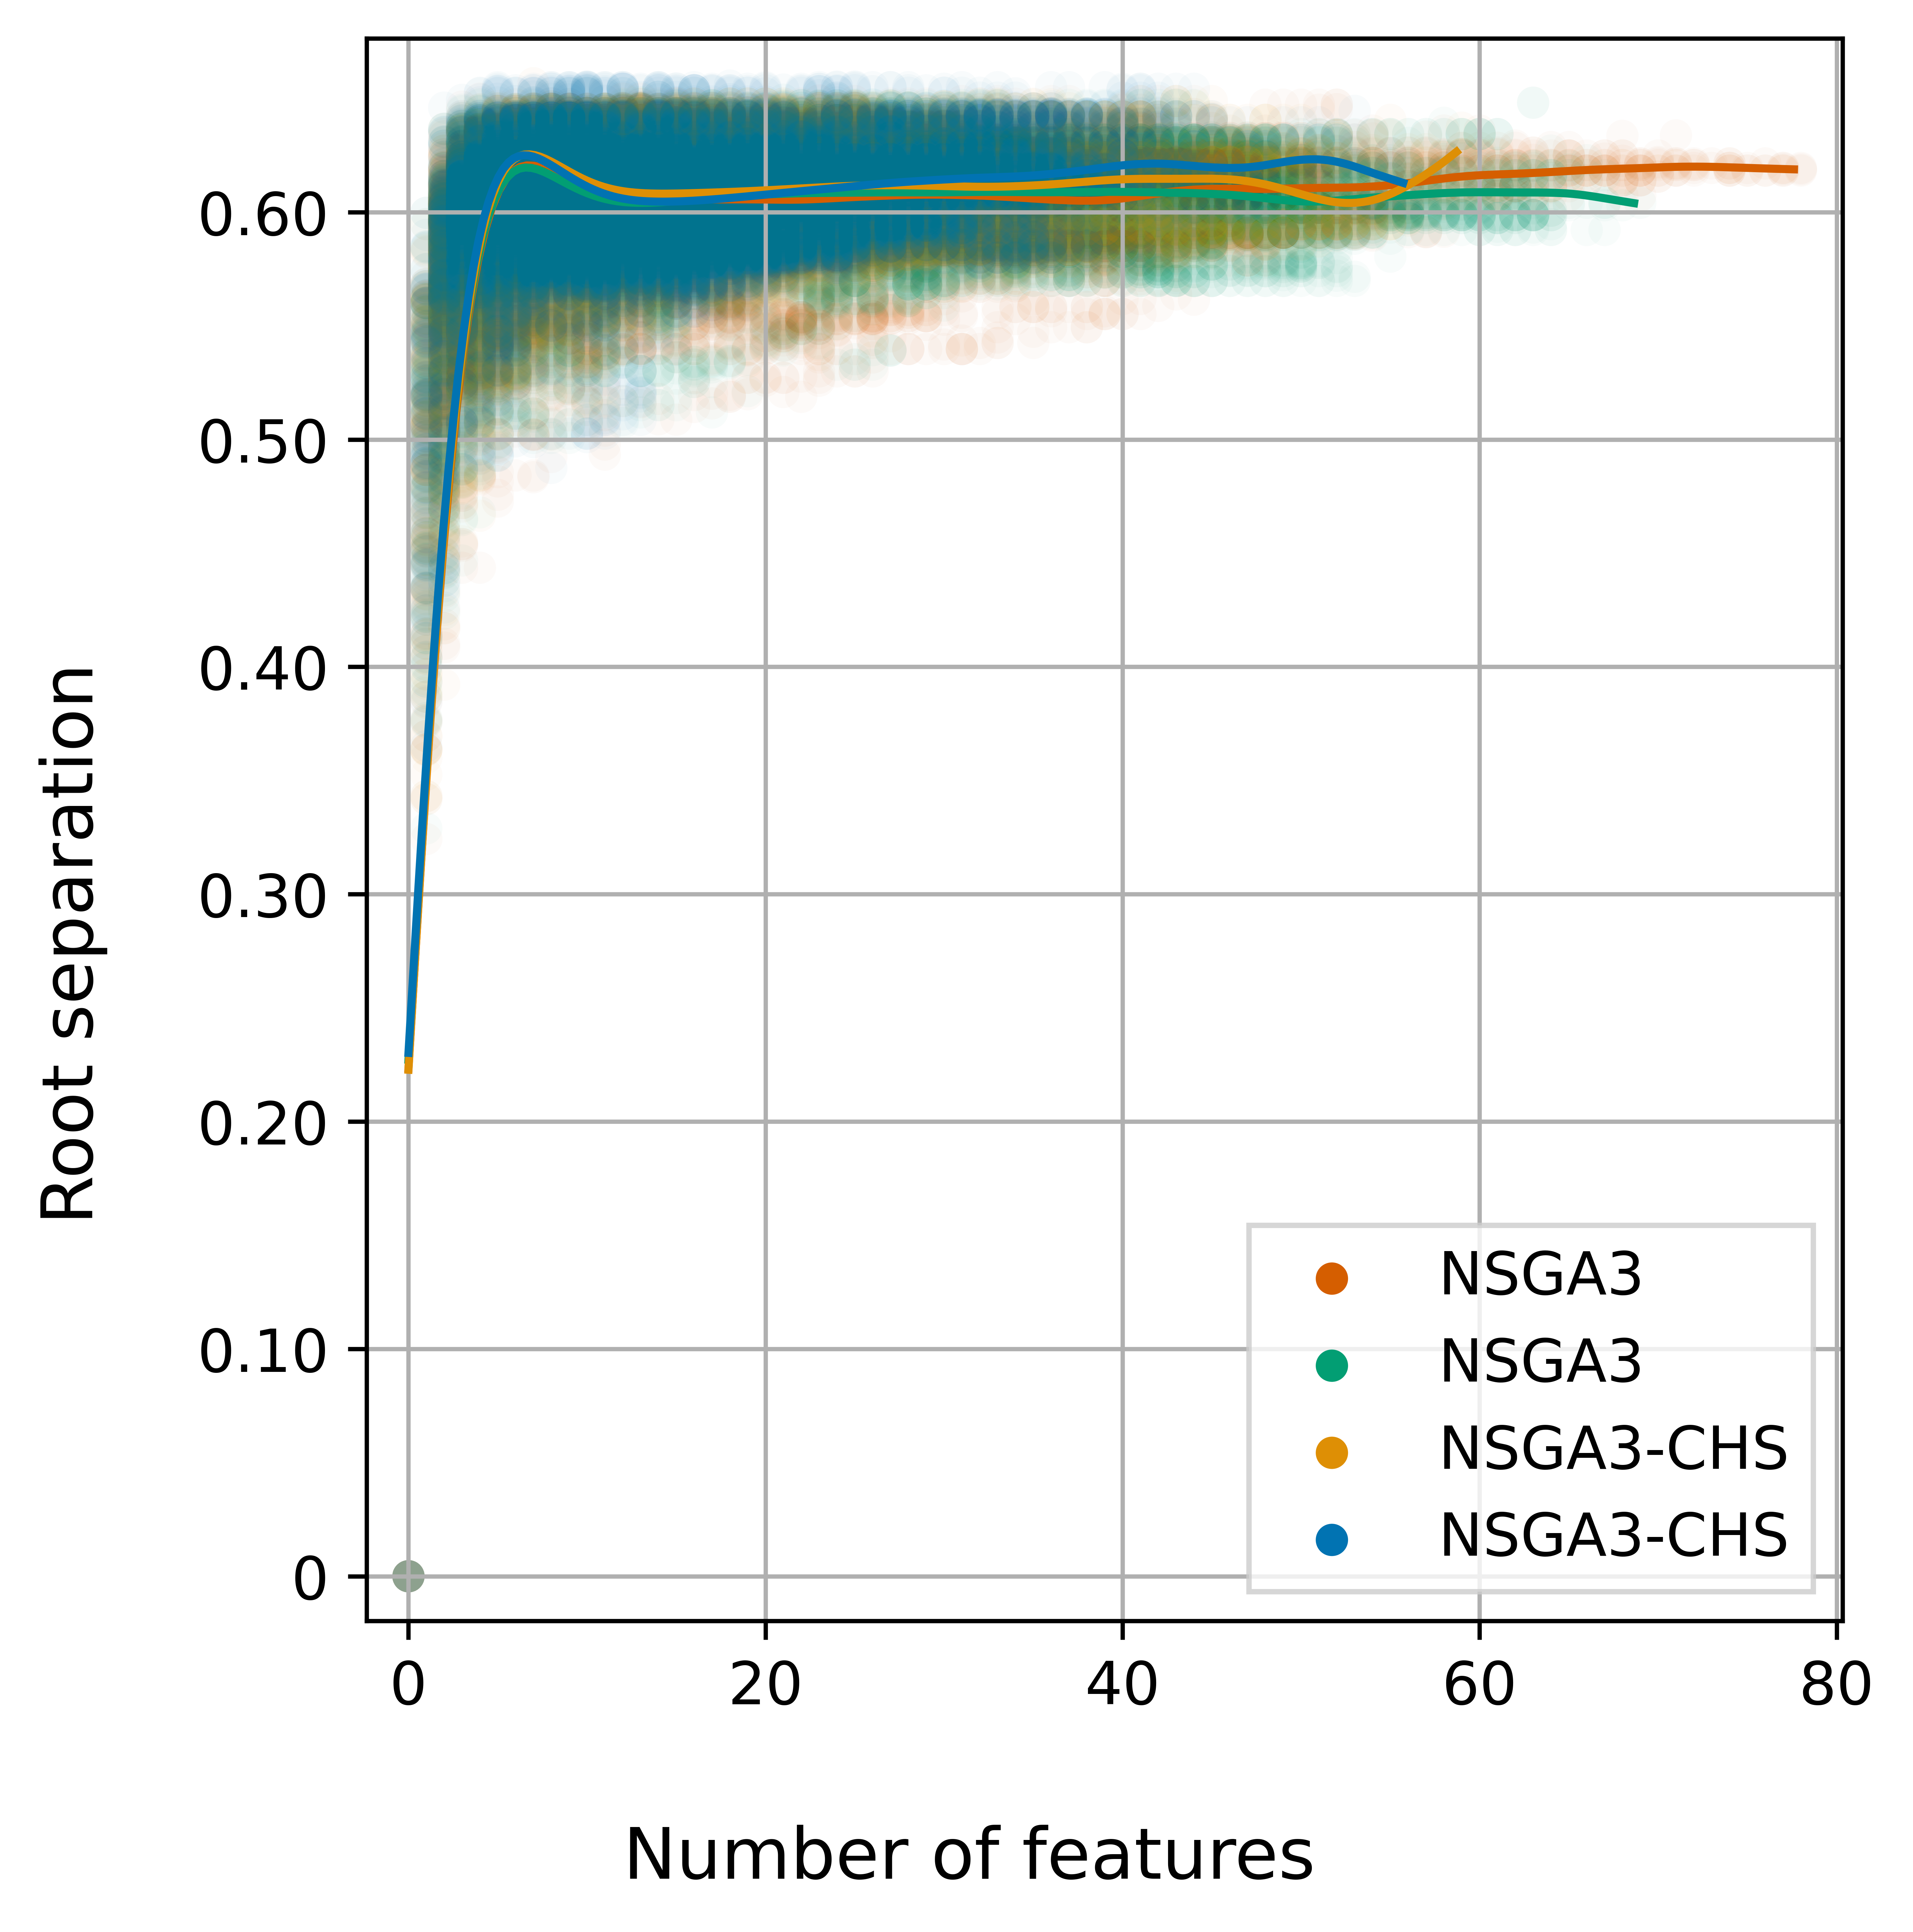 Root separation
0.60
0.50
0.40
0.30
0.20
0.10
0
NSGA3
NSGA3
NSGA3-CHS
NSGA3-CHS
0 20 40 60 80
Number of features